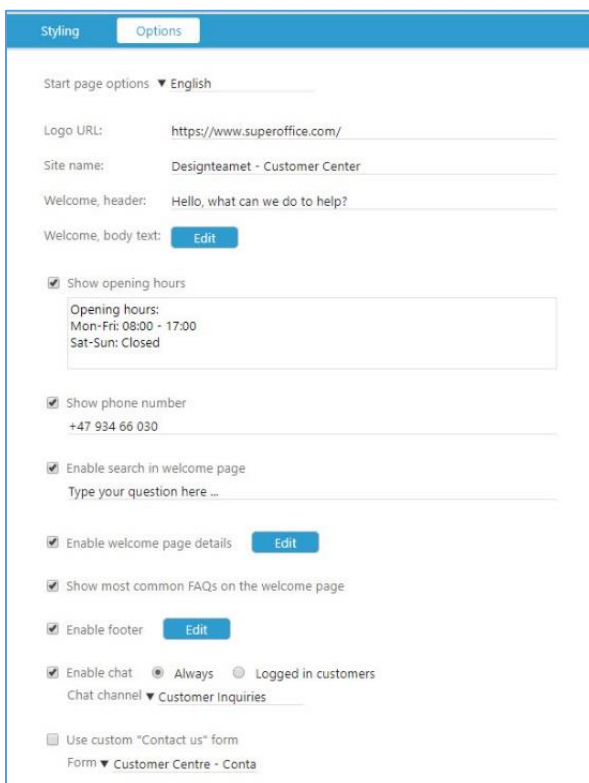 Styling Options
Start page options ▼ English
Logo URL: https://www.superoffice.com/
Site name: Designteamet - Customer Center
Welcome, header: Hello, what can we do to help?
Welcome, body text: Edit
Show opening hours
Opening hours:
Mon-Fri: 08:00 - 17:00
Sat-Sun: Closed
Show phone number
+47 934 66 030
Enable search in welcome page
Type your question here ...
Enable welcome page details Edit
Show most common FAQs on the welcome page
Enable footer Edit
Enable chat Always Logged in customers
Chat channel ▼ Customer Inquiries
Use custom "Contact us" form
Form ▼ Customer Centre - Conta